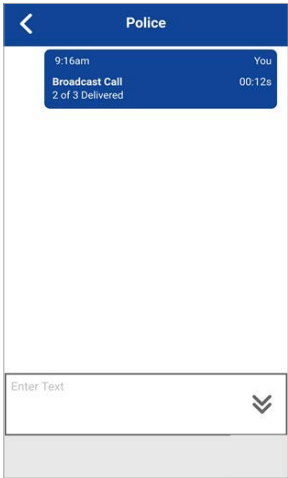 Police
9:16am You
Broadcast Call 00:12s
2 of 3 Delivered
Enter Text